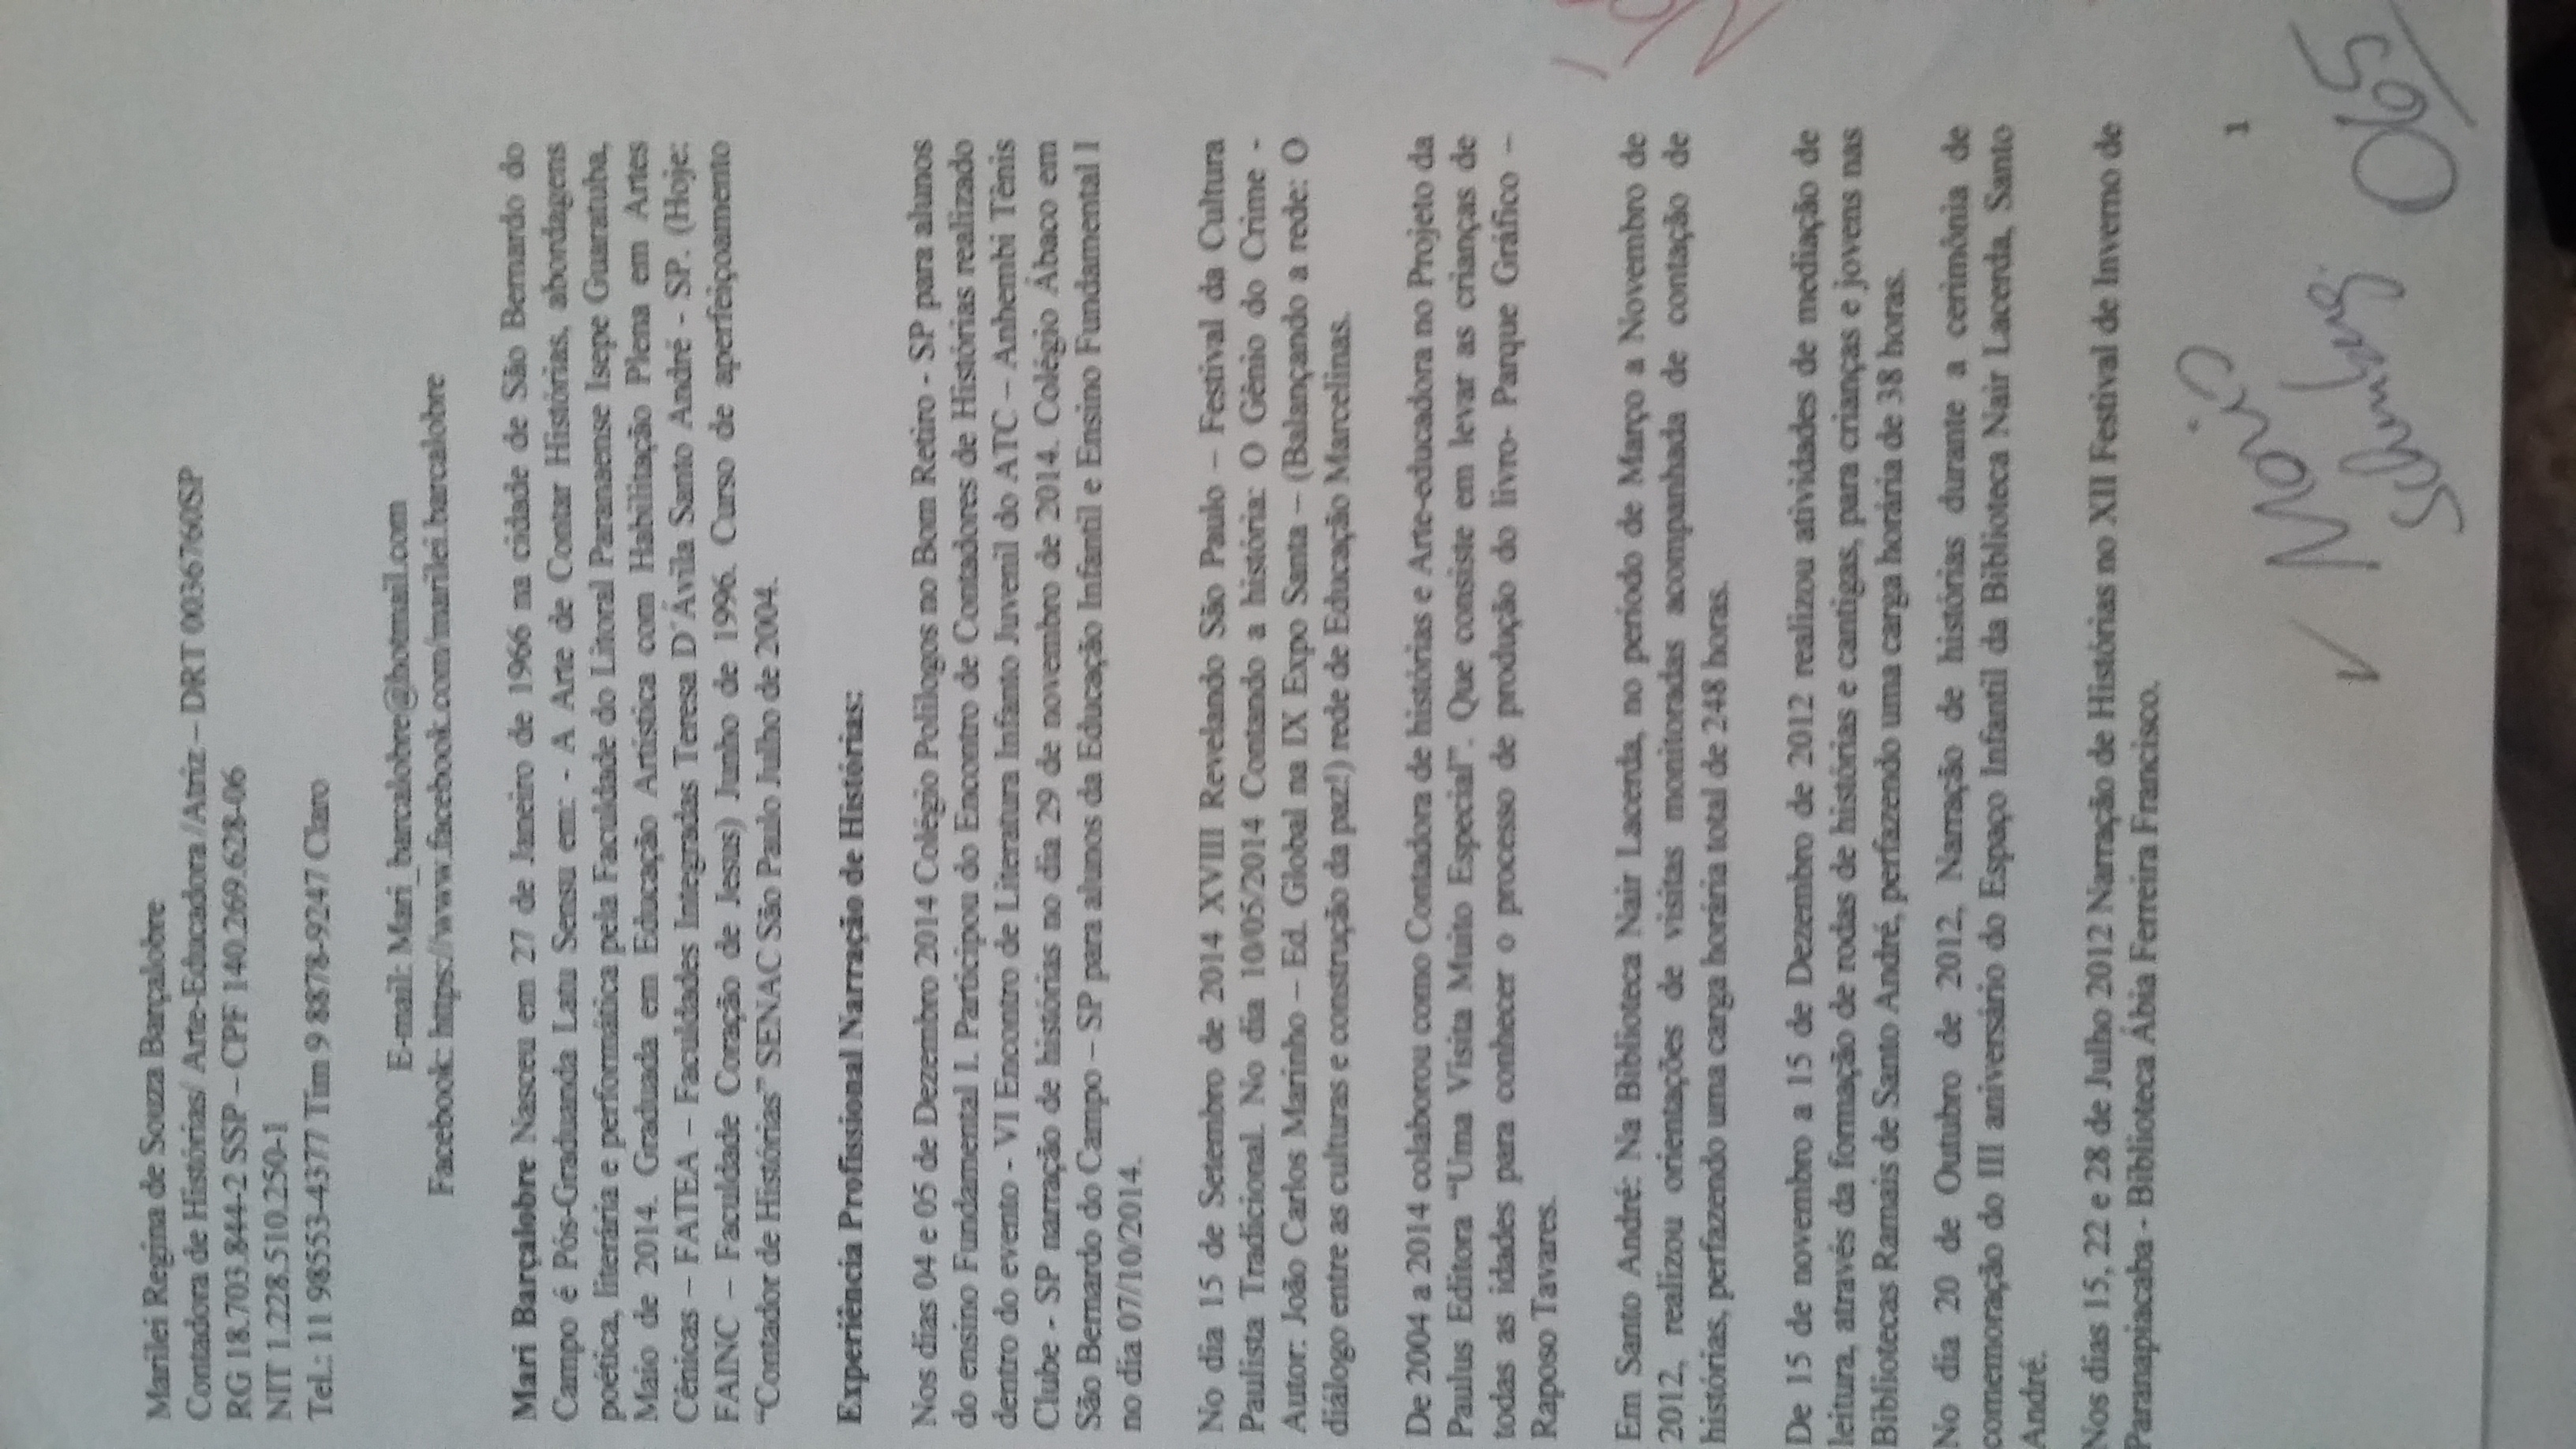 Marilei Regina de Souza Barçalobre
Contadora de Histórias/ Arte-Educadora /Atriz – DRT 0036760SP
RG 18.703.844-2 SSP – CPF 140.269.628-06
NIT 1.228.510.250-1
Tel.: 11 98553-4377 Tim 9 8878-9247 Claro
E-mail: Mari_barcalobre@hotmail.com
Facebook: https://www.facebook.com/marilei.barcalobre
Mari Barçalobre Nasceu em 27 de Janeiro de 1966 na cidade de São Bernardo do
Campo é Pós-Graduanda Latu Sensu em: - A Arte de Contar Histórias, abordagens
poética, literária e performática pela Faculdade do Litoral Paranaense Isepe Guaratuba,
Maio de 2014. Graduada em Educação Artística com Habilitação Plena em Artes
Cênicas – FATEA – Faculdades Integradas Teresa D´Ávila Santo André - SP. (Hoje:
FAINC – Faculdade Coração de Jesus) Junho de 1996. Curso de aperfeiçoamento
“Contador de Histórias” SENAC São Paulo Julho de 2004.
Experiência Profissional Narração de Histórias:
Nos dias 04 e 05 de Dezembro 2014 Colégio Polilogos no Bom Retiro - SP para alunos
do ensino Fundamental I. Participou do Encontro de Contadores de Histórias realizado
dentro do evento - VI Encontro de Literatura Infanto Juvenil do ATC – Anhembi Tênis
Clube - SP narração de histórias no dia 29 de novembro de 2014. Colégio Ábaco em
São Bernardo do Campo – SP para alunos da Educação Infantil e Ensino Fundamental I
no dia 07/10/2014.
No dia 15 de Setembro de 2014 XVIII Revelando São Paulo – Festival da Cultura
Paulista Tradicional. No dia 10/05/2014 Contando a história: O Gênio do Crime -
Autor: João Carlos Marinho – Ed. Global na IX Expo Santa – (Balançando a rede: O
diálogo entre as culturas e construção da paz!) rede de Educação Marcelinas.
De 2004 a 2014 colaborou como Contadora de histórias e Arte-educadora no Projeto da
Paulus Editora “Uma Visita Muito Especial”. Que consiste em levar as crianças de
todas as idades para conhecer o processo de produção do livro- Parque Gráfico –
Raposo Tavares.
Em Santo André: Na Biblioteca Nair Lacerda, no período de Março a Novembro de
2012, realizou orientações de visitas monitoradas acompanhada de contação de
histórias, perfazendo uma carga horária total de 248 horas.
De 15 de novembro a 15 de Dezembro de 2012 realizou atividades de mediação de
leitura, através da formação de rodas de histórias e cantigas, para crianças e jovens nas
Bibliotecas Ramais de Santo André, perfazendo uma carga horária de 38 horas.
No dia 20 de Outubro de 2012, Narração de histórias durante a cerimônia de
comemoração do III aniversário do Espaço Infantil da Biblioteca Nair Lacerda, Santo
André.
Nos dias 15, 22 e 28 de Julho 2012 Narração de Histórias no XII Festival de Inverno de
Paranapiacaba - Biblioteca Ábia Ferreira Francisco.
1
065